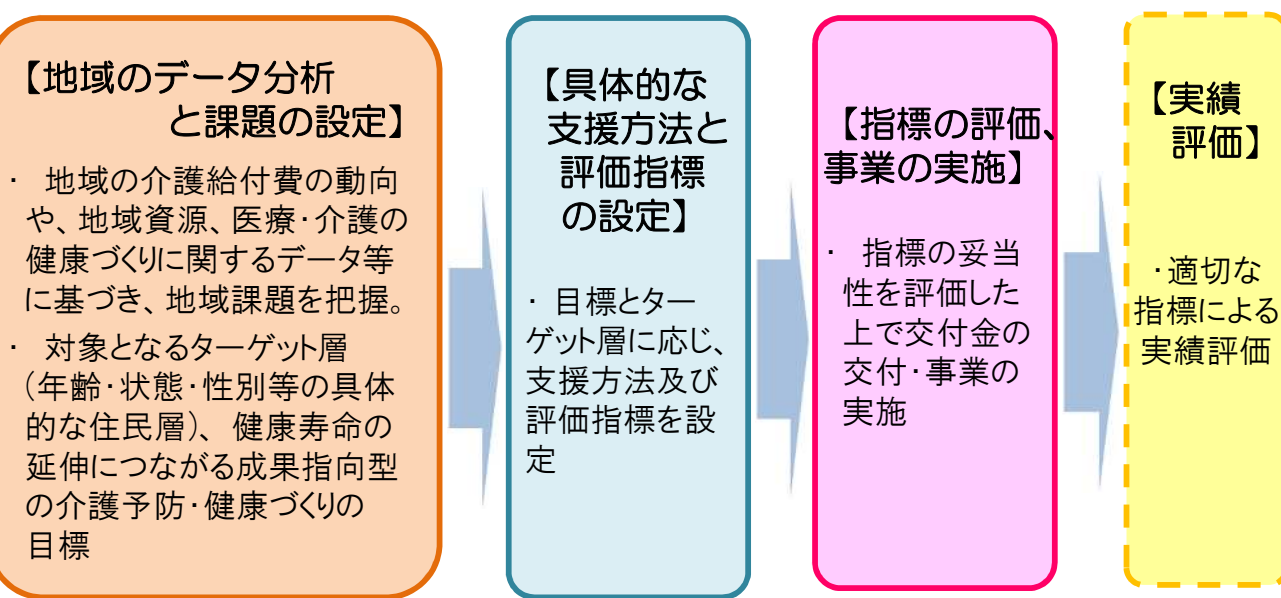 【地域のデータ分析
と課題の設定】
・ 地域の介護給付費の動向
や、地域資源、医療・介護の
健康づくりに関するデータ等
に基づき、地域課題を把握。
・ 対象となるターゲット層
（年齢・状態・性別等の具体
的な住民層）、健康寿命の
延伸につながる成果指向型
の介護予防・健康づくりの
目標
【具体的な
支援方法と
評価指標
の設定】
・ 目標とター
ゲット層に応じ、
支援方法及び
評価指標を設
定
【指標の評価、
事業の実施】
・ 指標の妥当
性を評価した
上で交付金の
交付・事業の
実施
【実績
評価】
・適切な
指標による
実績評価